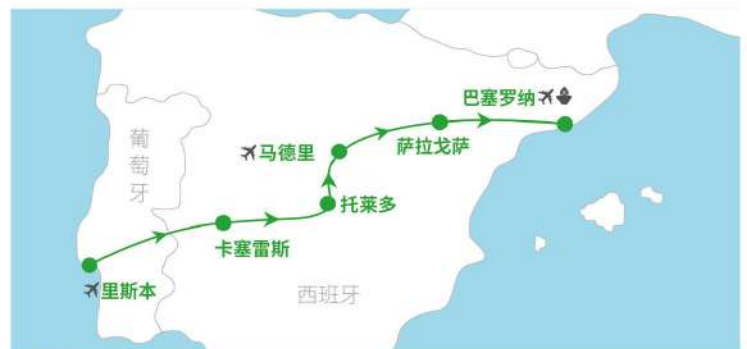 巴塞罗纳
葡萄牙
马德里
萨拉戈萨
托莱多
卡塞雷斯
里斯本
西班牙